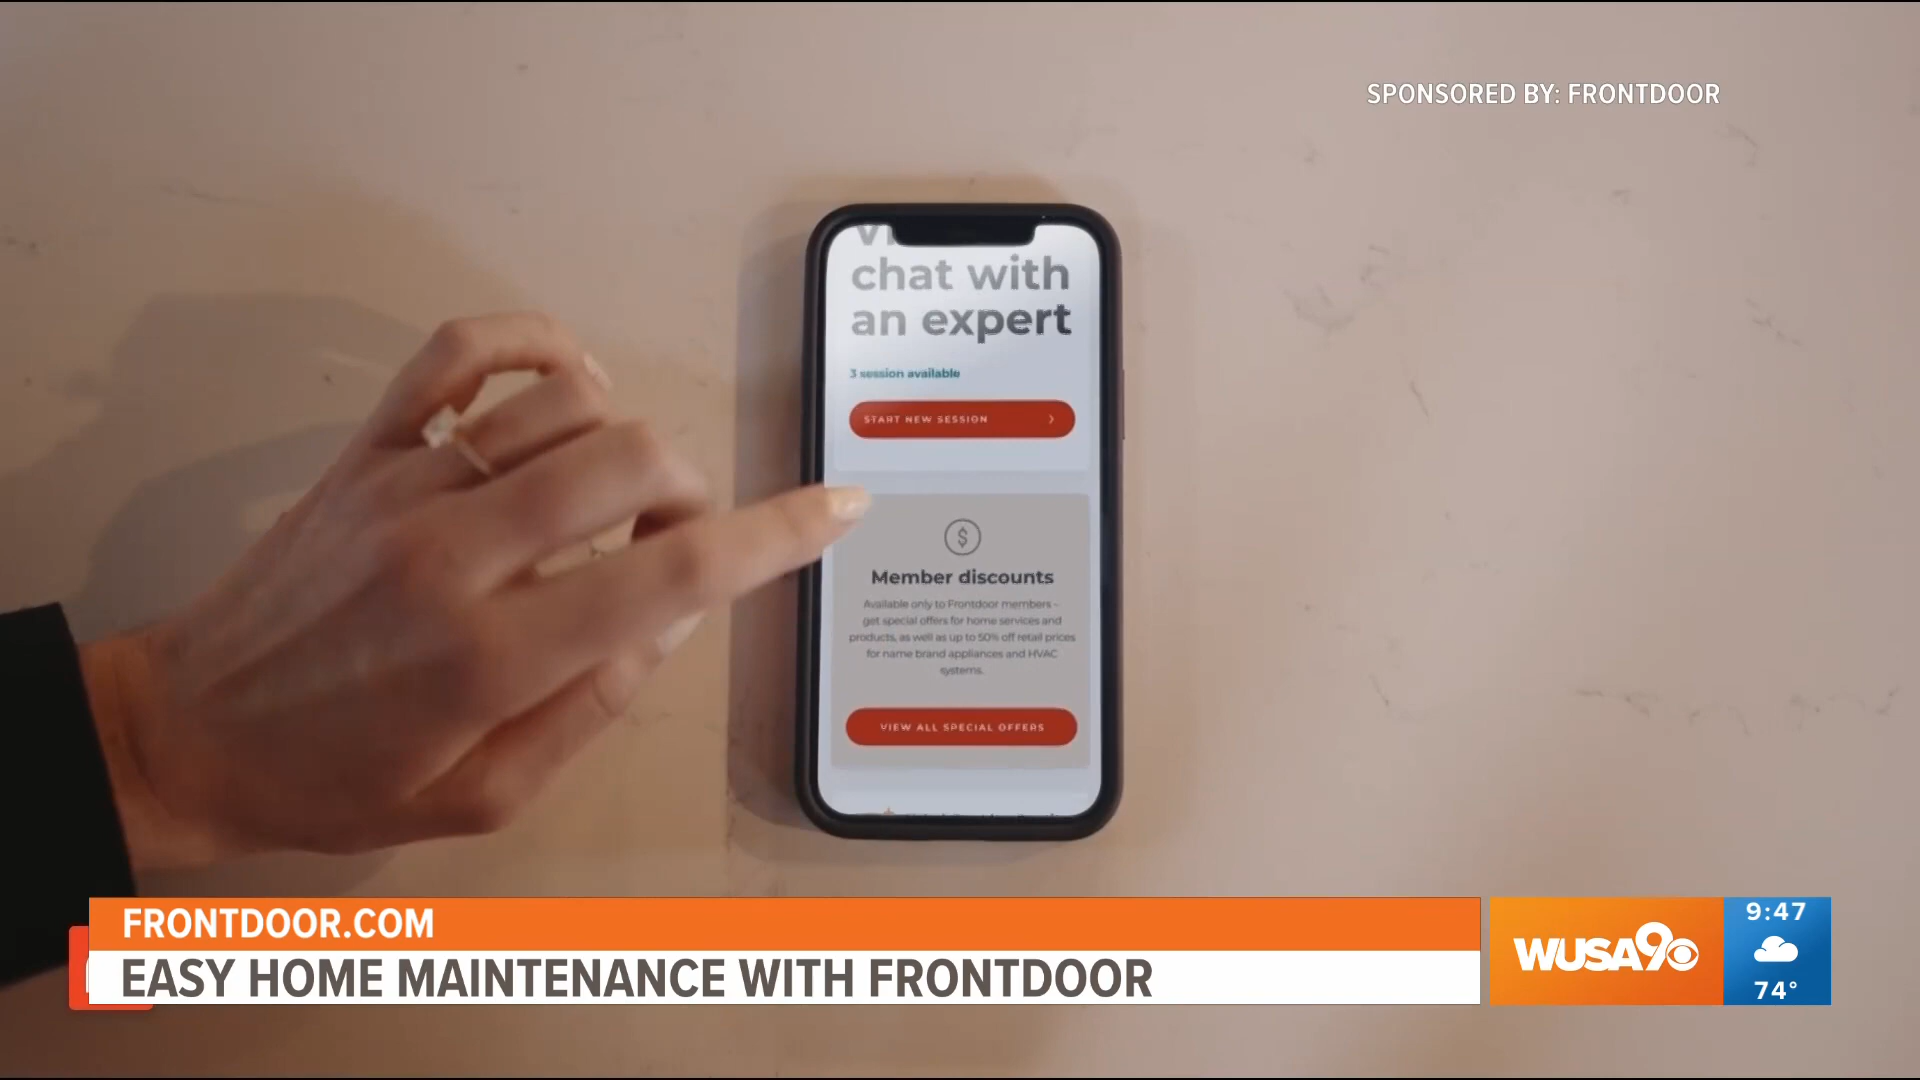 SPONSORED BY: FRONTDOOR
chat with
an expert
3 session available
START NEW SESSION
Member discounts
Available only to Frontdoor members –
get special offers for home services and
products, as well as up to 50% off retail prices
for name brand appliances and HVAC
systems.
VIEW ALL SPECIAL OFFERS
FRONTDOOR.COM
EASY HOME MAINTENANCE WITH FRONTDOOR
WUSA9
9:47
74°